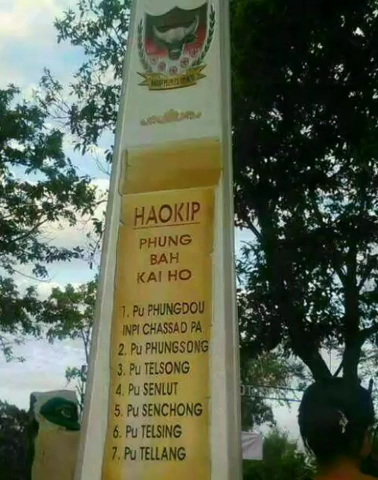 HAOKIP
PHUNG
BAH
KAI HO
1. Pu PHUNGDOU
INPI CHASSAD PA
2. Pu PHUNGSONG
3. Pu TELSONG
4. Pu SENLUT
5. Pu SENCHONG
6. Pu TELSING
7. Pu TELLANG